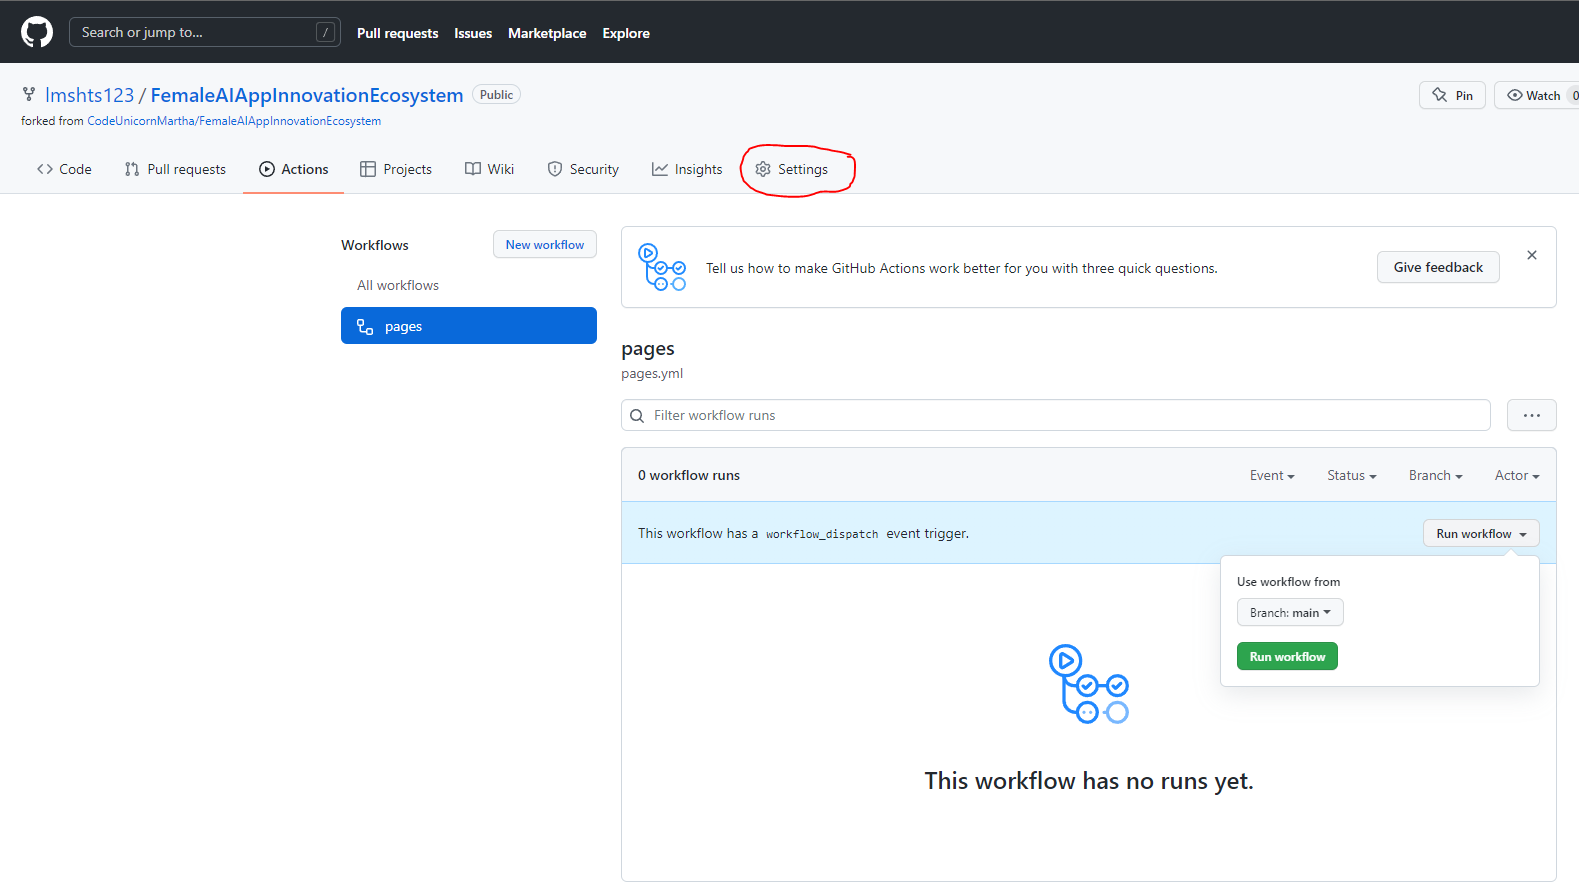 Search or jump to... /
Pull requests Issues Marketplace Explore
lmshts123 / FemaleAIAppInnovationEcosystem Public
Pin Watch 0
forked from CodeUnicornMartha/FemaleAIAppInnovationEcosystem
Code Pull requests Actions Projects Wiki Security Insights Settings
Workflows New workflow
All workflows
pages
Tell us how to make GitHub Actions work better for you with three quick questions.
Give feedback
pages
pages.yml
Filter workflow runs
0 workflow runs Event Status Branch Actor
This workflow has a workflow_dispatch event trigger.
Run workflow
Use workflow from
Branch: main
Run workflow
This workflow has no runs yet.